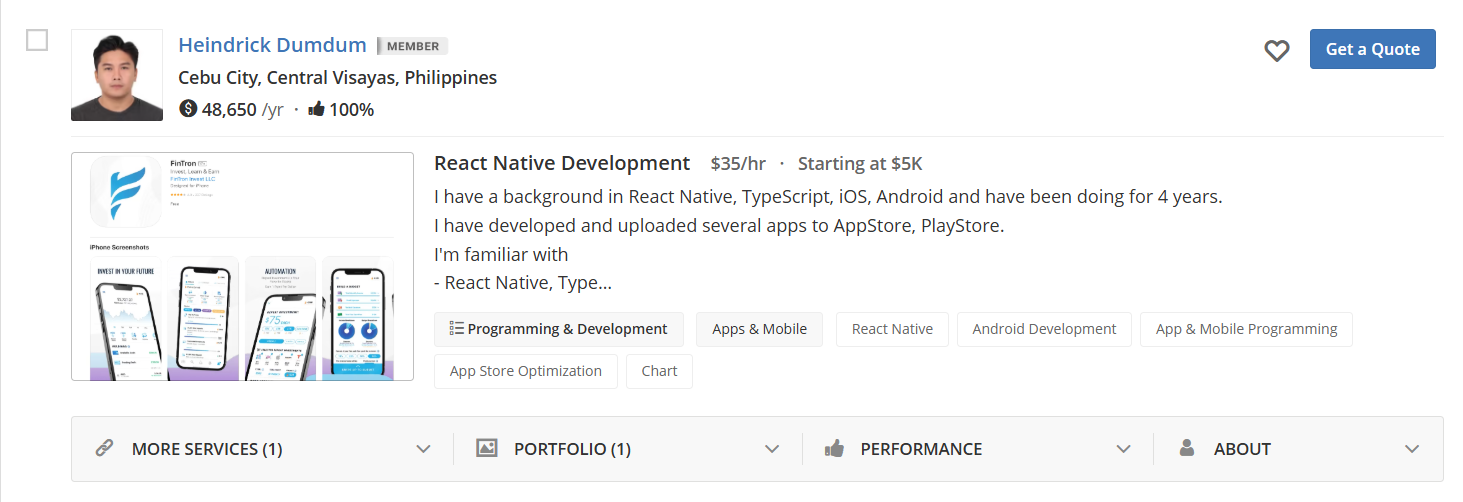 Heindrick Dumdum MEMBER
Get a Quote
Cebu City, Central Visayas, Philippines
$ 48,650 /yr · 100%
React Native Development $35/hr · Starting at $5K
I have a background in React Native, TypeScript, iOS, Android and have been doing for 4 years.
I have developed and uploaded several apps to AppStore, PlayStore.
I'm familiar with
- React Native, Type...
Programming & Development Apps & Mobile React Native Android Development App & Mobile Programming
App Store Optimization Chart
FinTron
Invest, Learn & Earn
FinTron Invest LLC
Designed for iPhone
Free
iPhone Screenshots
INVEST IN YOUR FUTURE
AUTOMATION
$75
MORE SERVICES (1) PORTFOLIO (1) PERFORMANCE ABOUT